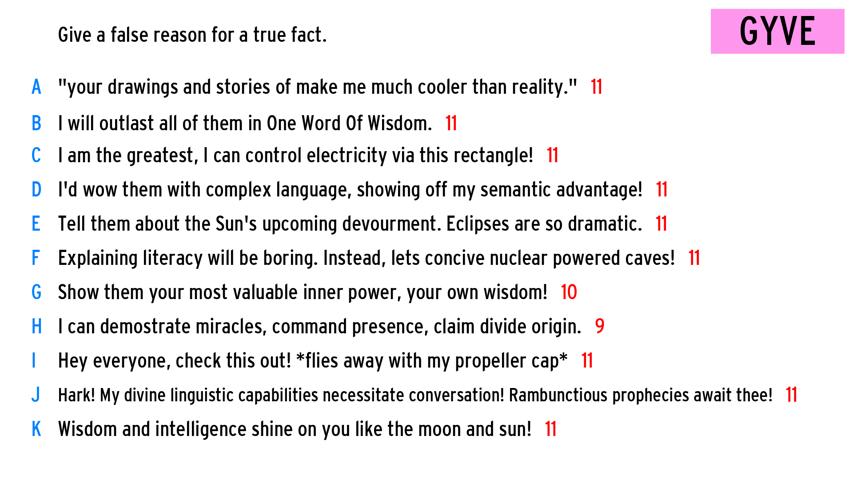 Give a false reason for a true fact.
GYVE
A "your drawings and stories of make me much cooler than reality." 11
B I will outlast all of them in One Word Of Wisdom. 11
C I am the greatest, I can control electricity via this rectangle! 11
D I'd wow them with complex language, showing off my semantic advantage! 11
E Tell them about the Sun's upcoming devourment. Eclipses are so dramatic. 11
F Explaining literacy will be boring. Instead, lets concive nuclear powered caves! 11
G Show them your most valuable inner power, your own wisdom! 10
H I can demostrate miracles, command presence, claim divide origin. 9
I Hey everyone, check this out! *flies away with my propeller cap* 11
J Hark! My divine linguistic capabilities necessitate conversation! Rambunctious prophecies await thee! 11
K Wisdom and intelligence shine on you like the moon and sun! 11